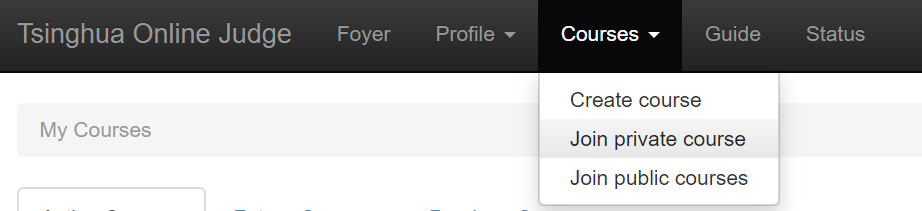 Tsinghua Online Judge Foyer Profile Courses Guide Status
Create course
My Courses
Join private course
Join public courses